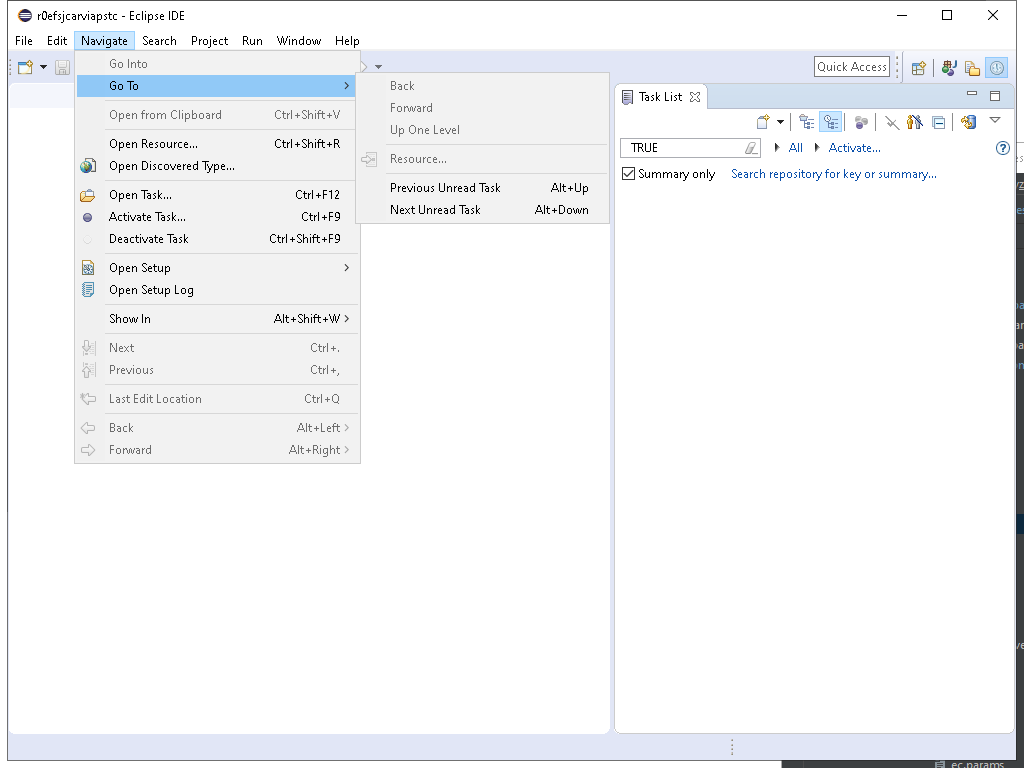 r0efsjcarviapstc - Eclipse IDE
File Edit Navigate Search Project Run Window Help
Quick Access
Go Into
Go To
Open from Clipboard Ctrl+Shift+V
Open Resource... Ctrl+Shift+R
Open Discovered Type...
Open Task... Ctrl+F12
Activate Task... Ctrl+F9
Deactivate Task Ctrl+Shift+F9
Open Setup
Open Setup Log
Show In Alt+Shift+W
Next Ctrl+.
Previous Ctrl+,
Last Edit Location Ctrl+Q
Back Alt+Left
Forward Alt+Right
Back
Forward
Up One Level
Resource...
Previous Unread Task Alt+Up
Next Unread Task Alt+Down
Task List
TRUE All Activate...
Summary only Search repository for key or summary...
ec.params